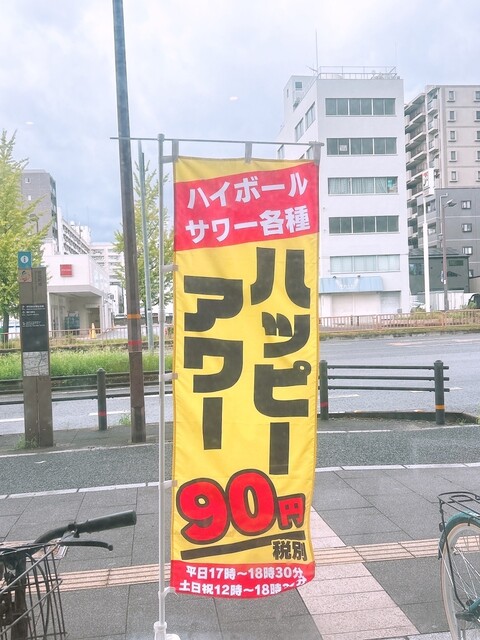 ハイボール
サワー各種
ハッピー
アワー
90円
税別
平日17時〜18時30分
土日祝12時〜18時